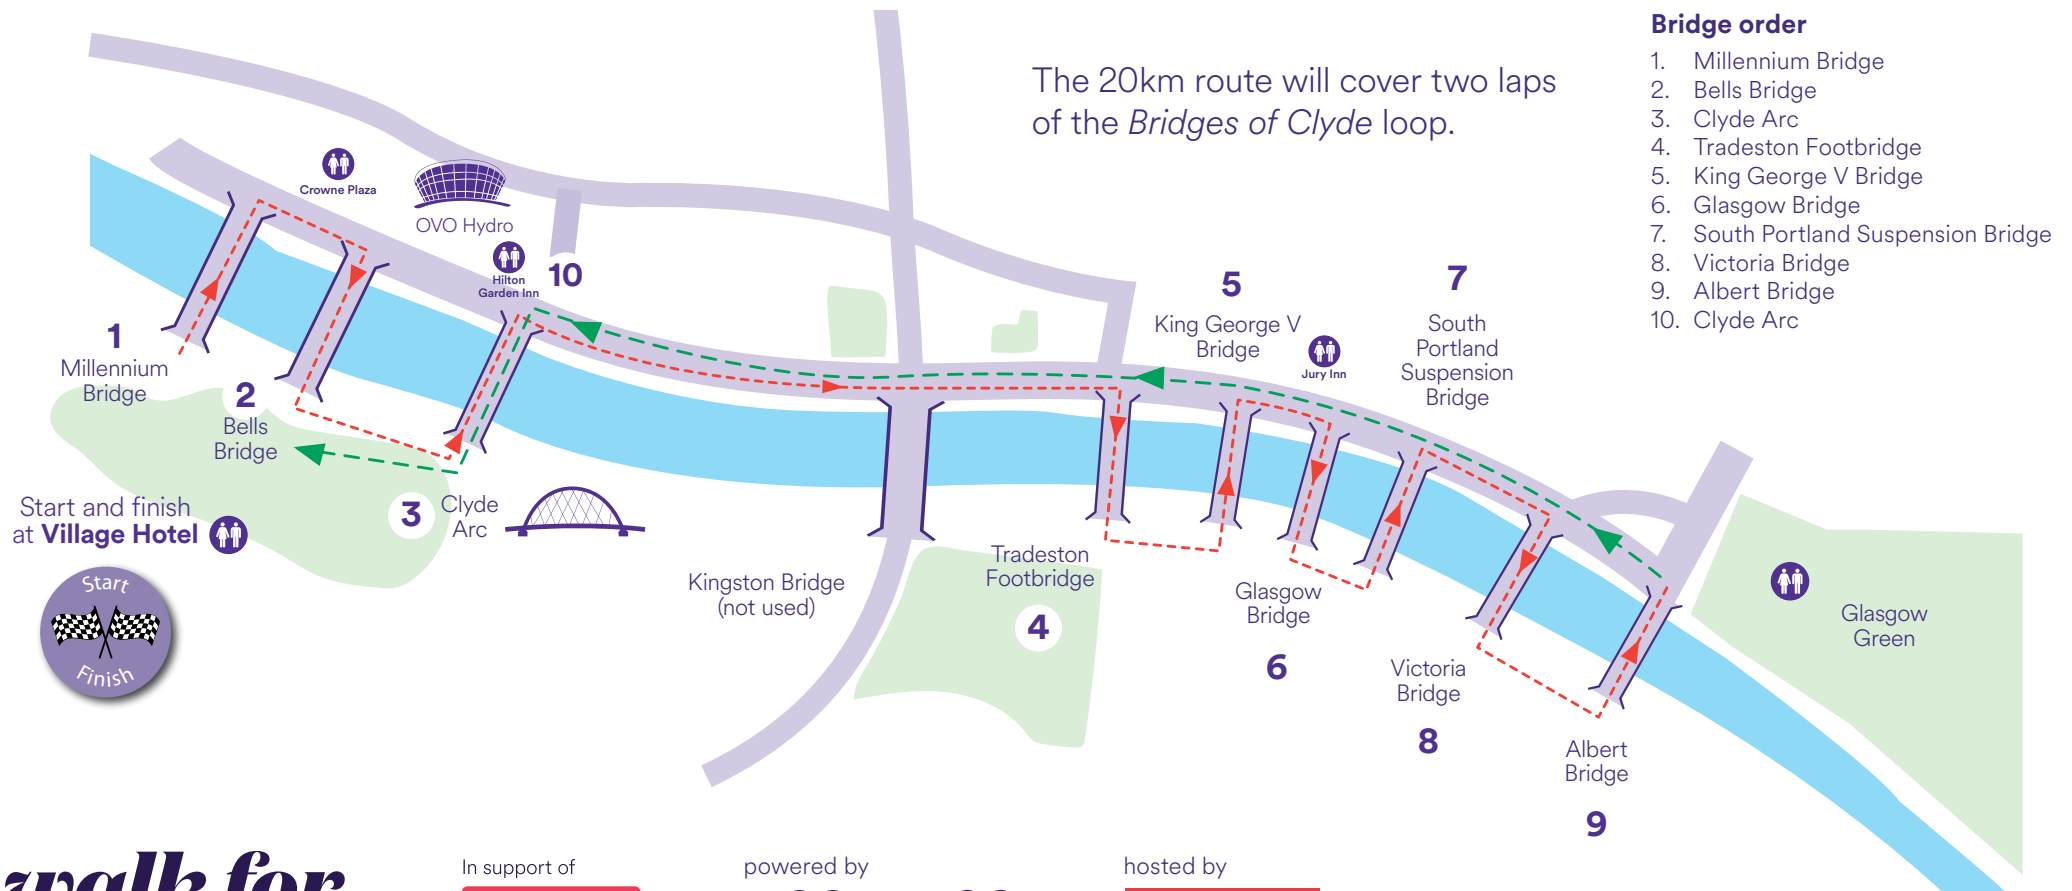 Bridge order
1. Millennium Bridge
2. Bells Bridge
3. Clyde Arc
4. Tradeston Footbridge
5. King George V Bridge
6. Glasgow Bridge
7. South Portland Suspension Bridge
8. Victoria Bridge
9. Albert Bridge
10. Clyde Arc
The 20km route will cover two laps
of the Bridges of Clyde loop.
Crowne Plaza
OVO Hydro
Hilton
Garden Inn
10
1
Millennium
Bridge
2
Bells
Bridge
3
Clyde
Arc
Start and finish
at Village Hotel
Start
Finish
Kingston Bridge
(not used)
Tradeston
Footbridge
4
5
King George V
Bridge
Jury Inn
7
South
Portland
Suspension
Bridge
Glasgow
Bridge
6
Victoria
Bridge
8
Albert
Bridge
9
Glasgow
Green
walk for
In support of
powered by
hosted by